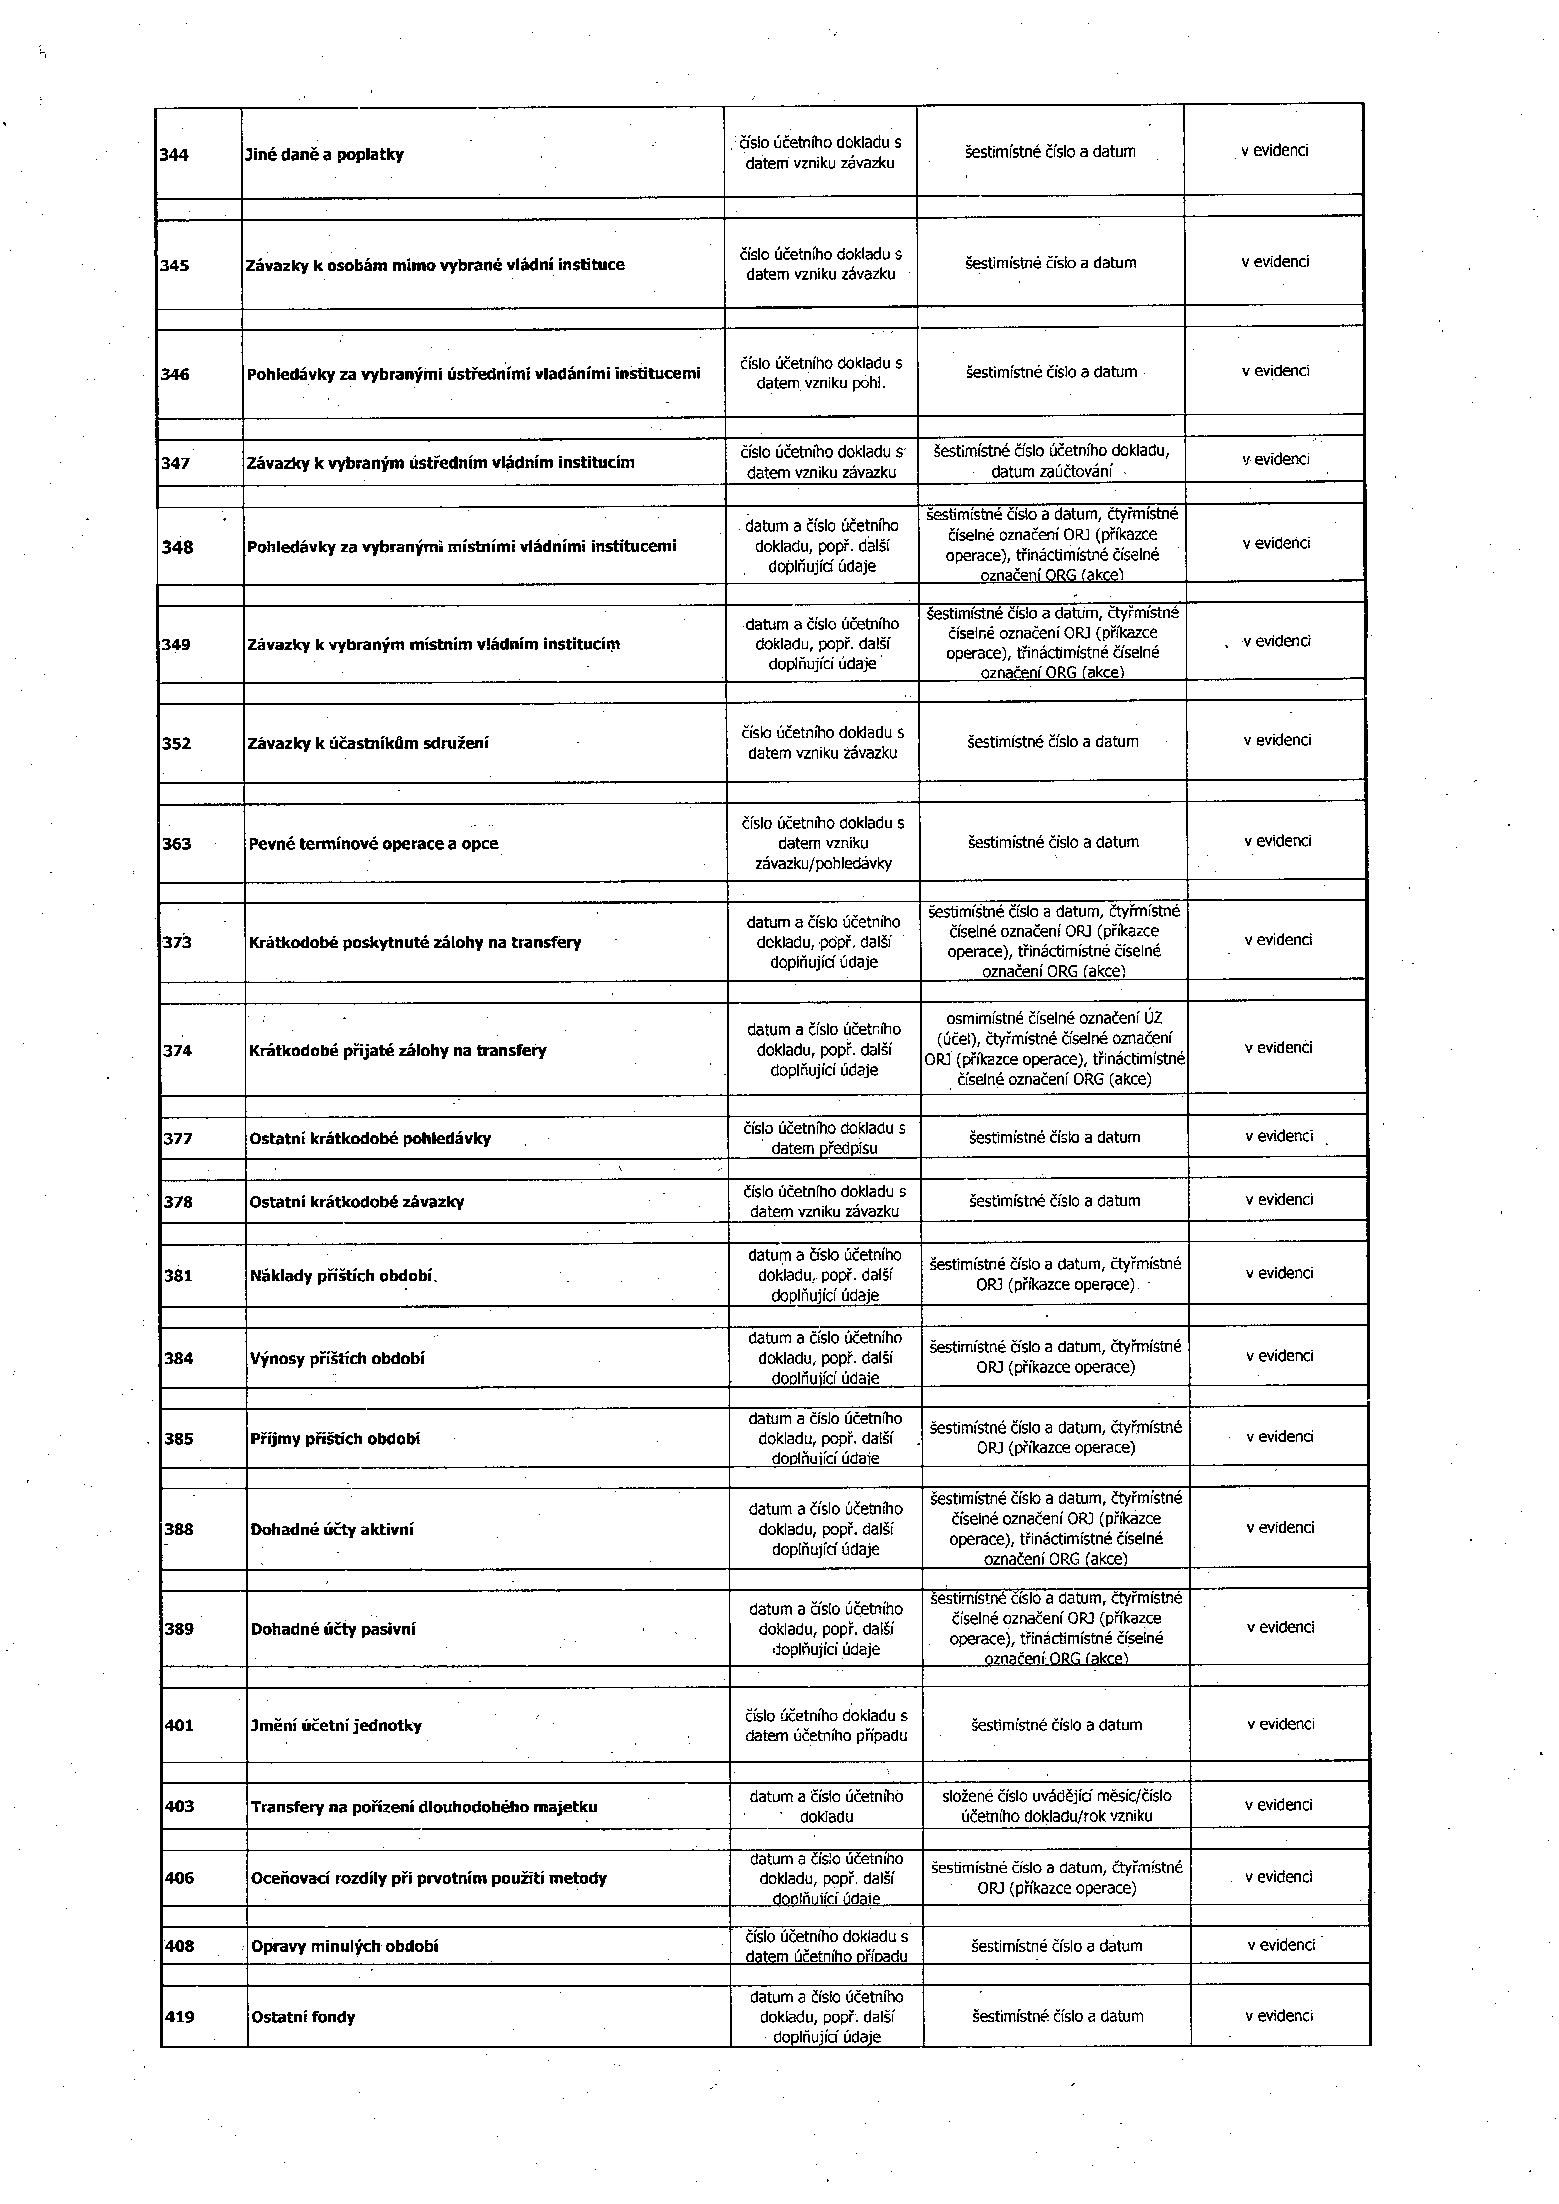 344 Jiné daně a poplatky číslo účetního dokladu s datem vzniku závazku šestimístné číslo a datum v evidenci
345 Závazky k osobám mimo vybrané vládní instituce číslo účetního dokladu s datem vzniku závazku šestimístné číslo a datum v evidenci
346 Pohledávky za vybranými ústředními vladáními institucemi číslo účetního dokladu s datem vzniku pohl. šestimístné číslo a datum v evidenci
347 Závazky k vybraným ústředním vládním institucím číslo účetního dokladu s datem vzniku závazku šestimístné číslo účetního dokladu, datum zaúčtování v evidenci
348 Pohledávky za vybranými místními vládními institucemi datum a číslo účetního dokladu, popř. další doplňující údaje šestimístné číslo a datum, čtyřmístné číselné označení ORJ (příkazce operace), třináctimístné číselné označení ORG (akce) v evidenci
349 Závazky k vybraným místním vládním institucím datum a číslo účetního dokladu, popř. další doplňující údaje šestimístné číslo a datum, čtyřmístné číselné označení ORJ (příkazce operace), třináctimístné číselné označení ORG (akce) v evidenci
352 Závazky k účastníkům sdružení číslo účetního dokladu s datem vzniku závazku šestimístné číslo a datum v evidenci
363 Pevné termínové operace a opce číslo účetního dokladu s datem vzniku závazku/pohledávky šestimístné číslo a datum v evidenci
373 Krátkodobé poskytnuté zálohy na transfery datum a číslo účetního dokladu, popř. další doplňující údaje šestimístné číslo a datum, čtyřmístné číselné označení ORJ (příkazce operace), třináctimístné číselné označení ORG (akce) v evidenci
374 Krátkodobé přijaté zálohy na transfery datum a číslo účetního dokladu, popř. další doplňující údaje osmimístné číselné označení ÚZ (účel), čtyřmístné číselné označení ORJ (příkazce operace), třináctimístné číselné označení ORG (akce) v evidenci
377 Ostatní krátkodobé pohledávky číslo účetního dokladu s datem předpisu šestimístné číslo a datum v evidenci
378 Ostatní krátkodobé závazky číslo účetního dokladu s datem vzniku závazku šestimístné číslo a datum v evidenci
381 Náklady příštích období datum a číslo účetního dokladu, popř. další doplňující údaje šestimístné číslo a datum, čtyřmístné ORJ (příkazce operace) v evidenci
384 Výnosy příštích období datum a číslo účetního dokladu, popř. další doplňující údaje šestimístné číslo a datum, čtyřmístné ORJ (příkazce operace) v evidenci
385 Příjmy příštích období datum a číslo účetního dokladu, popř. další doplňující údaje šestimístné číslo a datum, čtyřmístné ORJ (příkazce operace) v evidenci
388 Dohadné účty aktivní datum a číslo účetního dokladu, popř. další doplňující údaje šestimístné číslo a datum, čtyřmístné číselné označení ORJ (příkazce operace), třináctimístné číselné označení ORG (akce) v evidenci
389 Dohadné účty pasivní datum a číslo účetního dokladu, popř. další doplňující údaje šestimístné číslo a datum, čtyřmístné číselné označení ORJ (příkazce operace), třináctimístné číselné označení ORG (akce) v evidenci
401 Jmění účetní jednotky číslo účetního dokladu s datem účetního případu šestimístné číslo a datum v evidenci
403 Transfery na pořízení dlouhodobého majetku datum a číslo účetního dokladu složené číslo uvádějící měsíc/číslo účetního dokladu/rok vzniku v evidenci
406 Oceňovací rozdíly při prvotním použití metody datum a číslo účetního dokladu, popř. další doplňující údaje šestimístné číslo a datum, čtyřmístné ORJ (příkazce operace) v evidenci
408 Opravy minulých období číslo účetního dokladu s datem účetního případu šestimístné číslo a datum v evidenci
419 Ostatní fondy datum a číslo účetního dokladu, popř. další doplňující údaje šestimístné číslo a datum v evidenci